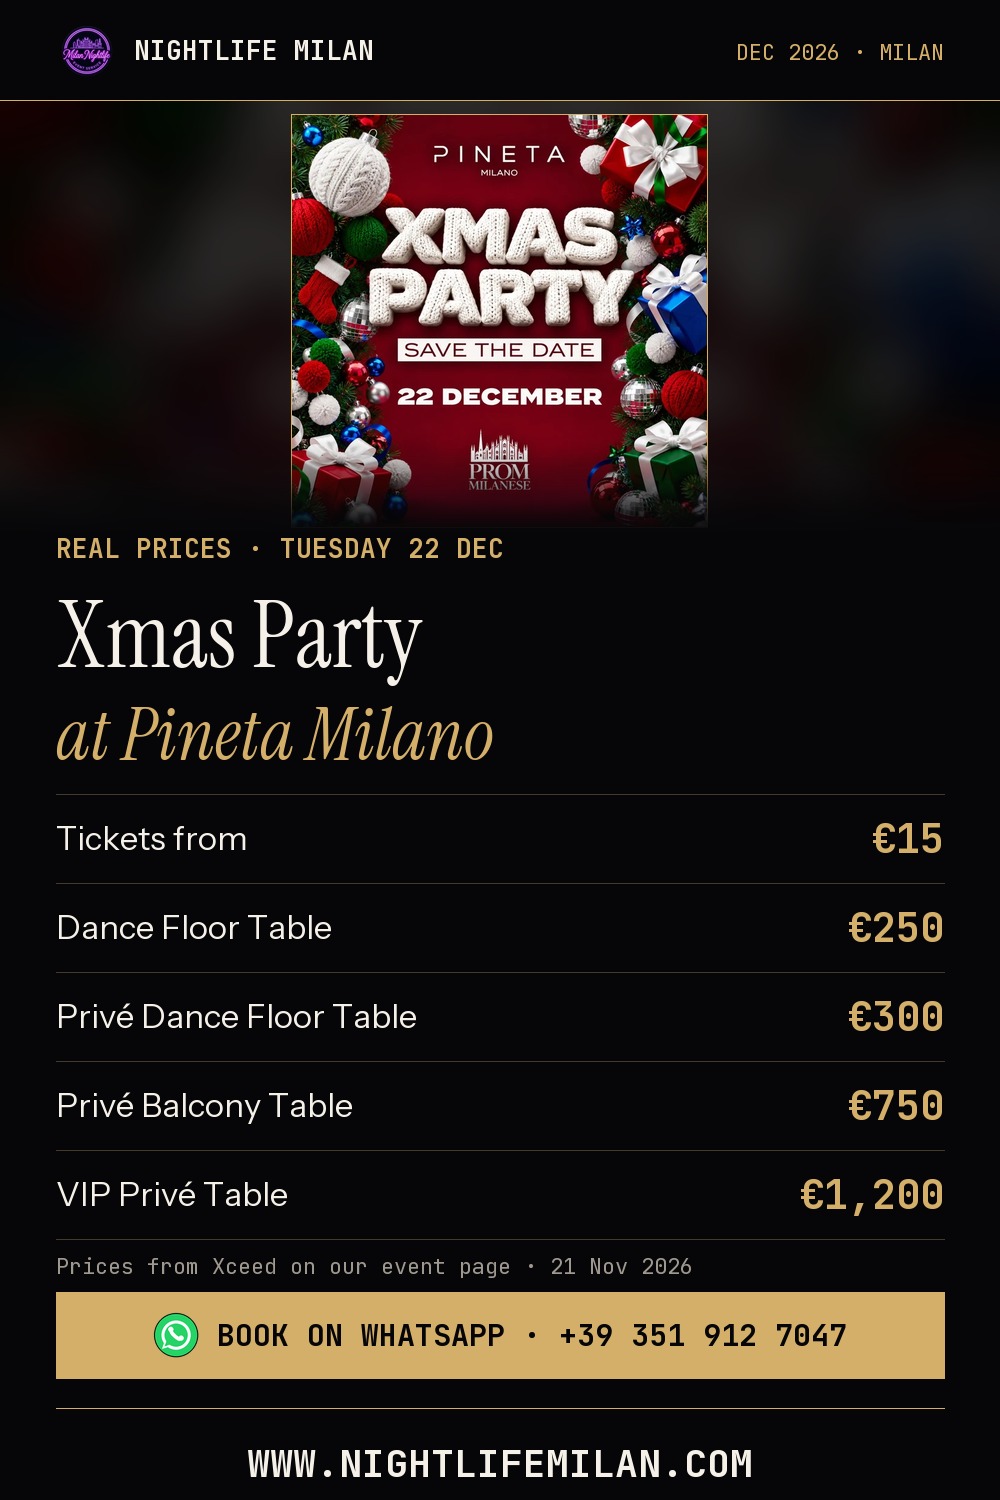 Milan Nightlife
NIGHTLIFE MILAN
DEC 2026 · MILAN
PINETA
MILANO
XMAS
PARTY
SAVE THE DATE
22 DECEMBER
PROM
MILANESE
REAL PRICES · TUESDAY 22 DEC
Xmas Party
at Pineta Milano
Tickets from €15
Dance Floor Table €250
Privé Dance Floor Table €300
Privé Balcony Table €750
VIP Privé Table €1,200
Prices from Xceed on our event page · 21 Nov 2026
BOOK ON WHATSAPP · +39 351 912 7047
WWW.NIGHTLIFEMILAN.COM